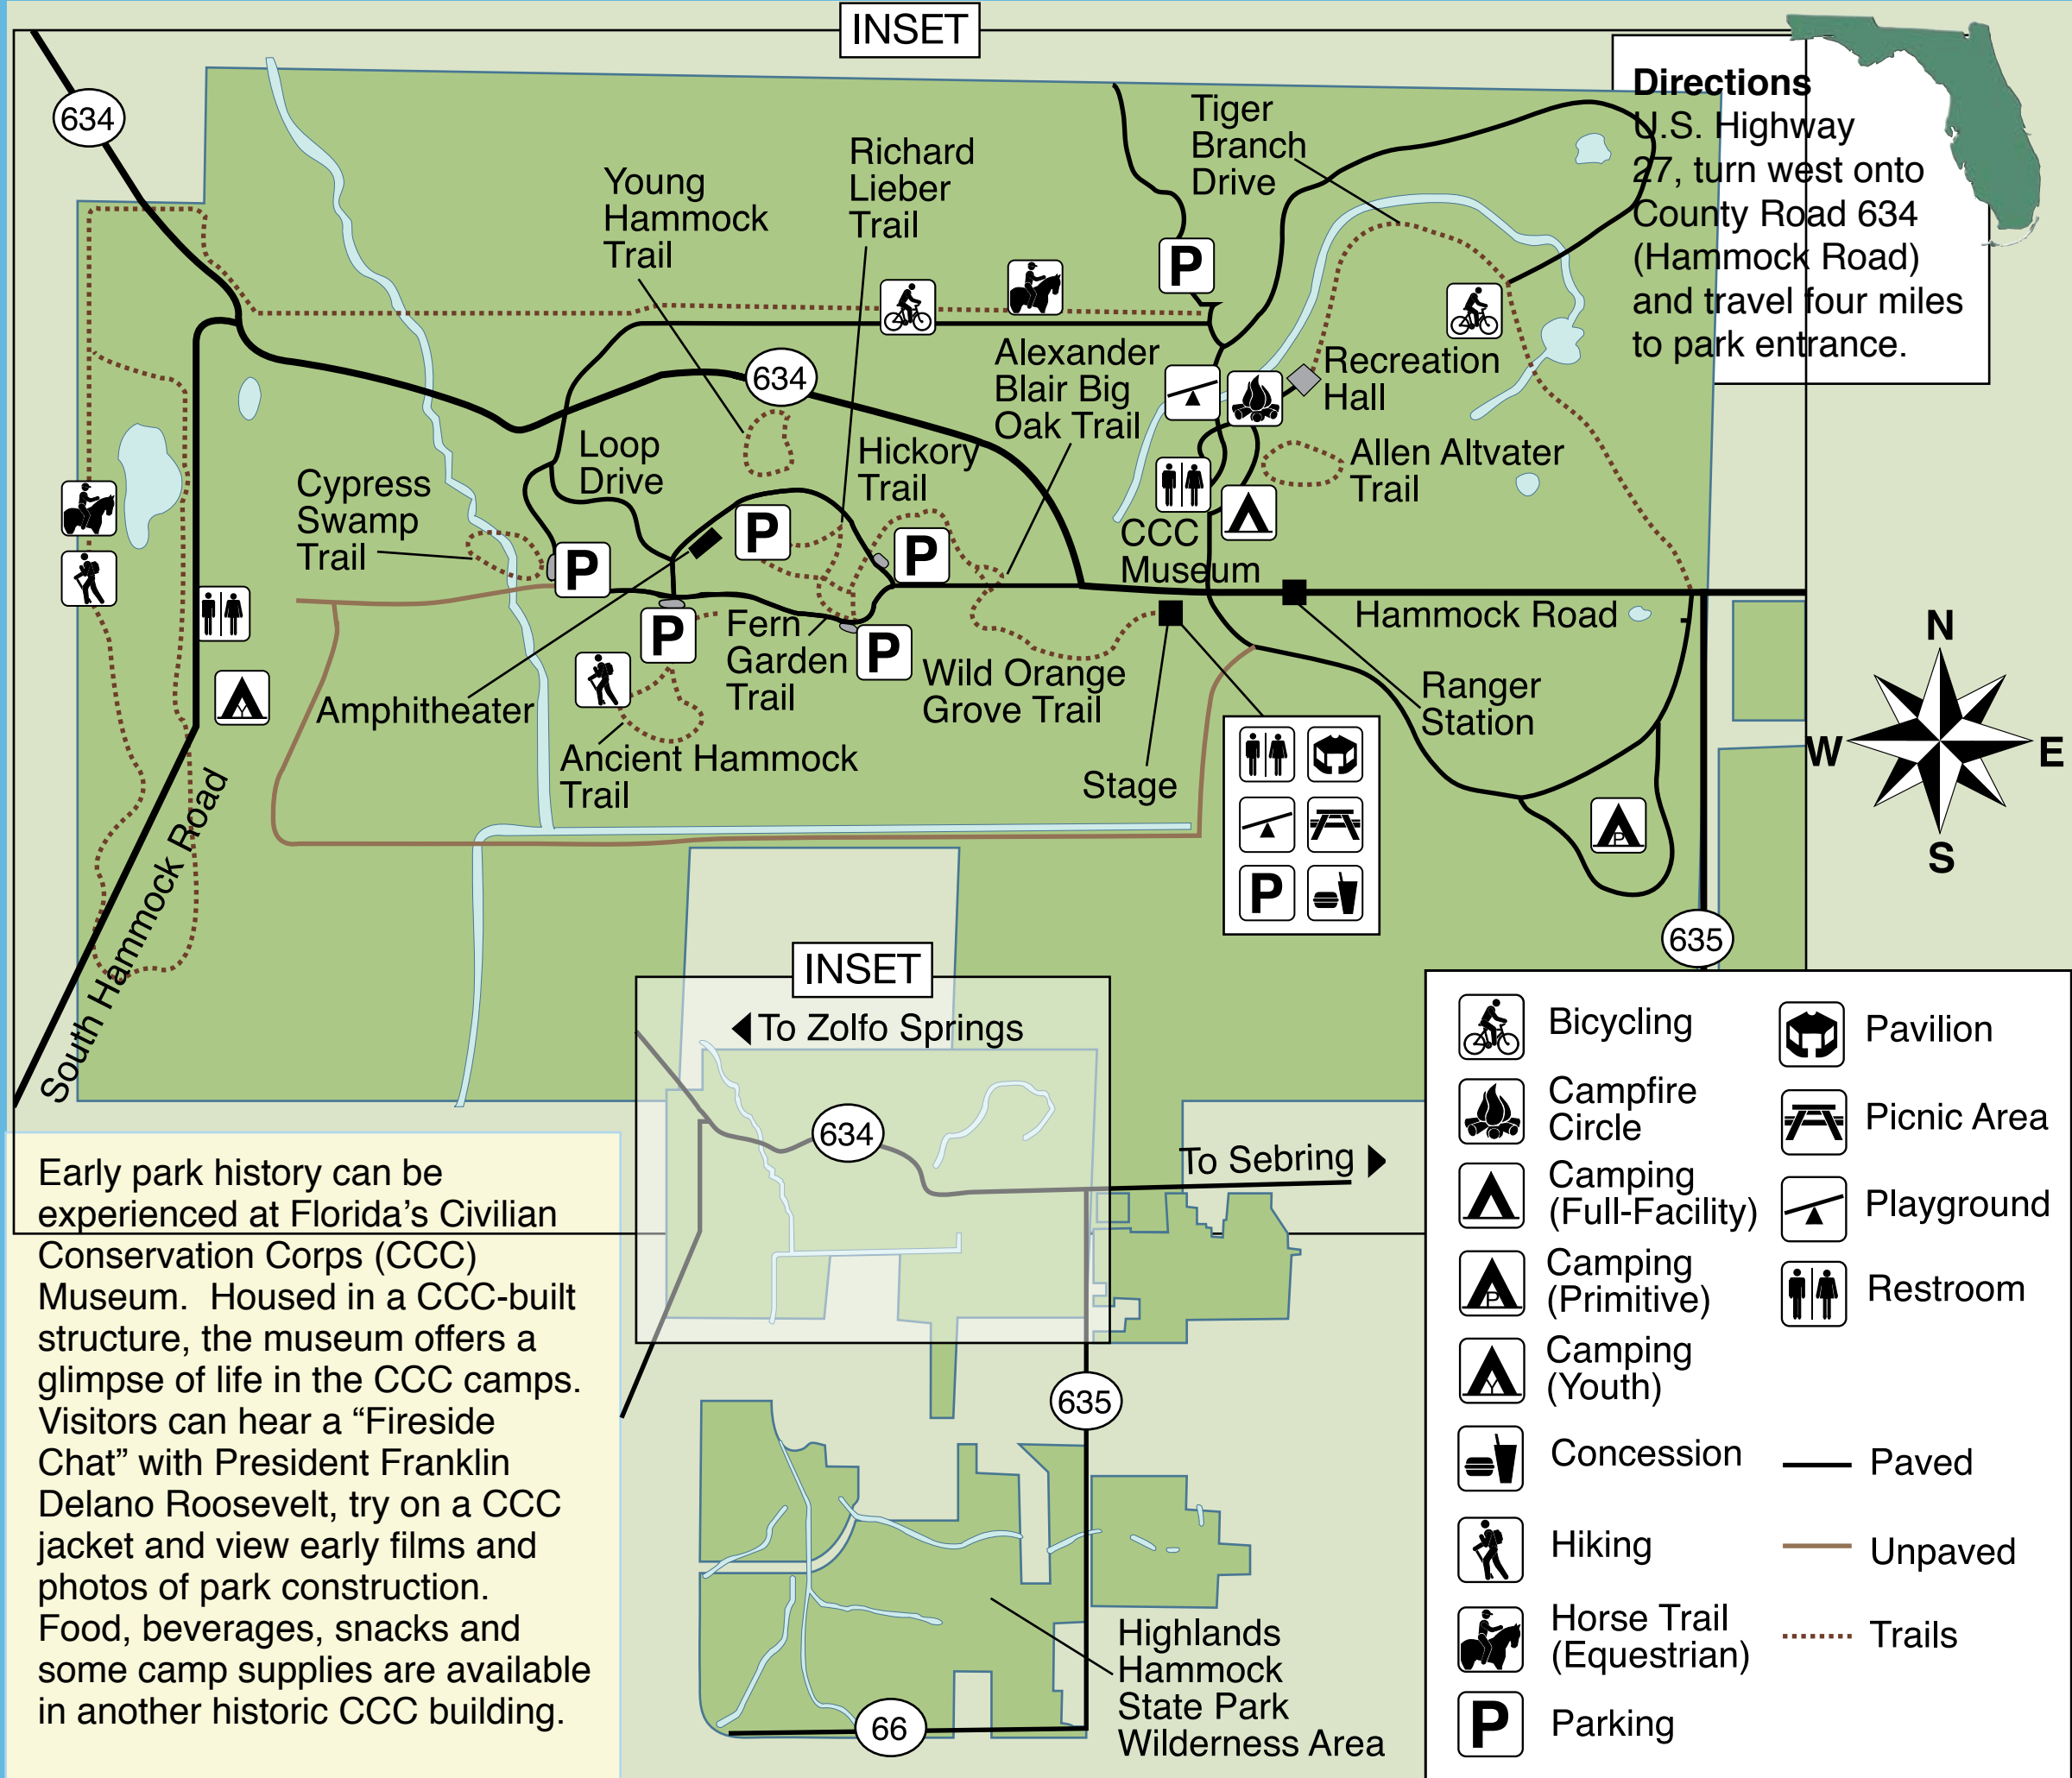 INSET
634
Directions
U.S. Highway
27, turn west onto
County Road 634
(Hammock Road)
and travel four miles
to park entrance.
Tiger
Branch
Drive
Richard
Lieber
Trail
Young
Hammock
Trail
P
634
Alexander
Blair Big
Oak Trail
Recreation
Hall
Loop
Drive
Hickory
Trail
Allen Altvater
Trail
Cypress
Swamp
Trail
P
P
P
CCC
Museum
P
P
Fern
Garden
Trail
Hammock Road
Wild Orange
Grove Trail
Ranger
Station
Amphitheater
Y
Ancient Hammock
Trail
Stage
P
P
N
W
E
S
South Hammock Road
635
INSET
To Zolfo Springs
634
To Sebring
635
66
Highlands
Hammock
State Park
Wilderness Area
Early park history can be
experienced at Florida’s Civilian
Conservation Corps (CCC)
Museum.  Housed in a CCC-built
structure, the museum offers a
glimpse of life in the CCC camps.
Visitors can hear a “Fireside
Chat” with President Franklin
Delano Roosevelt, try on a CCC
jacket and view early films and
photos of park construction.
Food, beverages, snacks and
some camp supplies are available
in another historic CCC building.
Bicycling
Campfire
Circle
Camping
(Full-Facility)
P
Camping
(Primitive)
Y
Camping
(Youth)
Concession
Hiking
Horse Trail
(Equestrian)
P
Parking
Pavilion
Picnic Area
Playground
Restroom
Paved
Unpaved
Trails